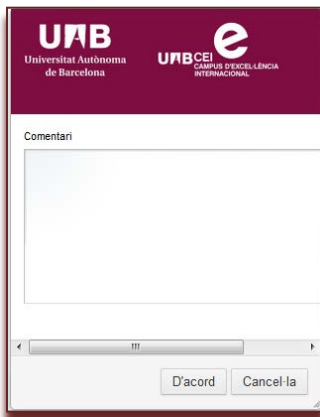 UAB
Universitat Autònoma
de Barcelona
UAB CEI
CAMPUS D'EXCEL·LÈNCIA
INTERNACIONAL
Comentari
D'acord
Cancel·la